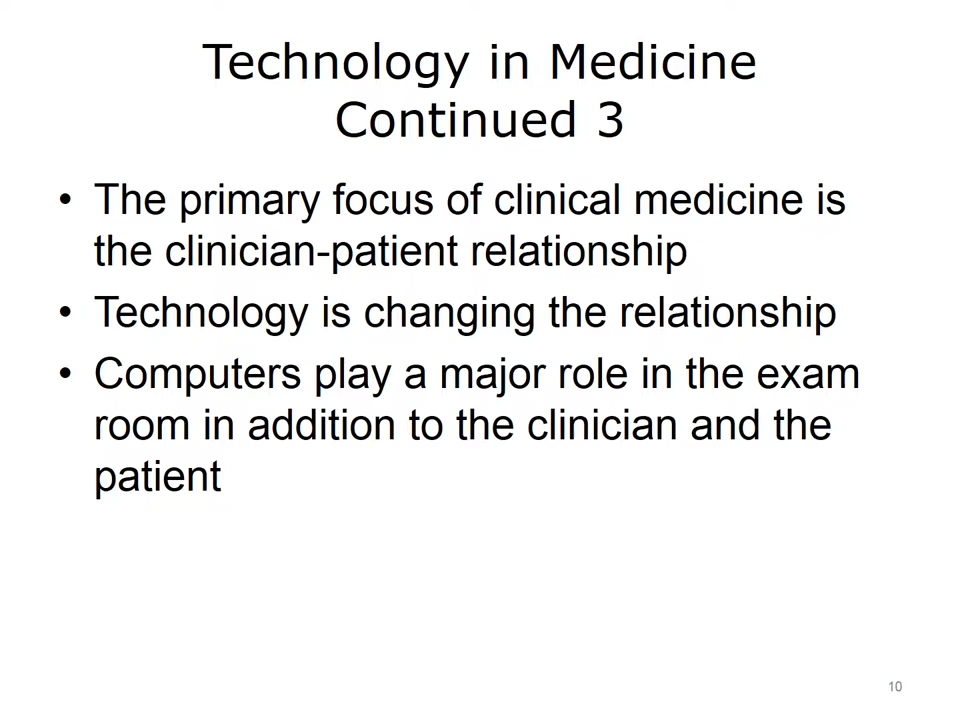 Technology in Medicine
Continued 3
• The primary focus of clinical medicine is
the clinician-patient relationship
• Technology is changing the relationship
• Computers play a major role in the exam
room in addition to the clinician and the
patient
10